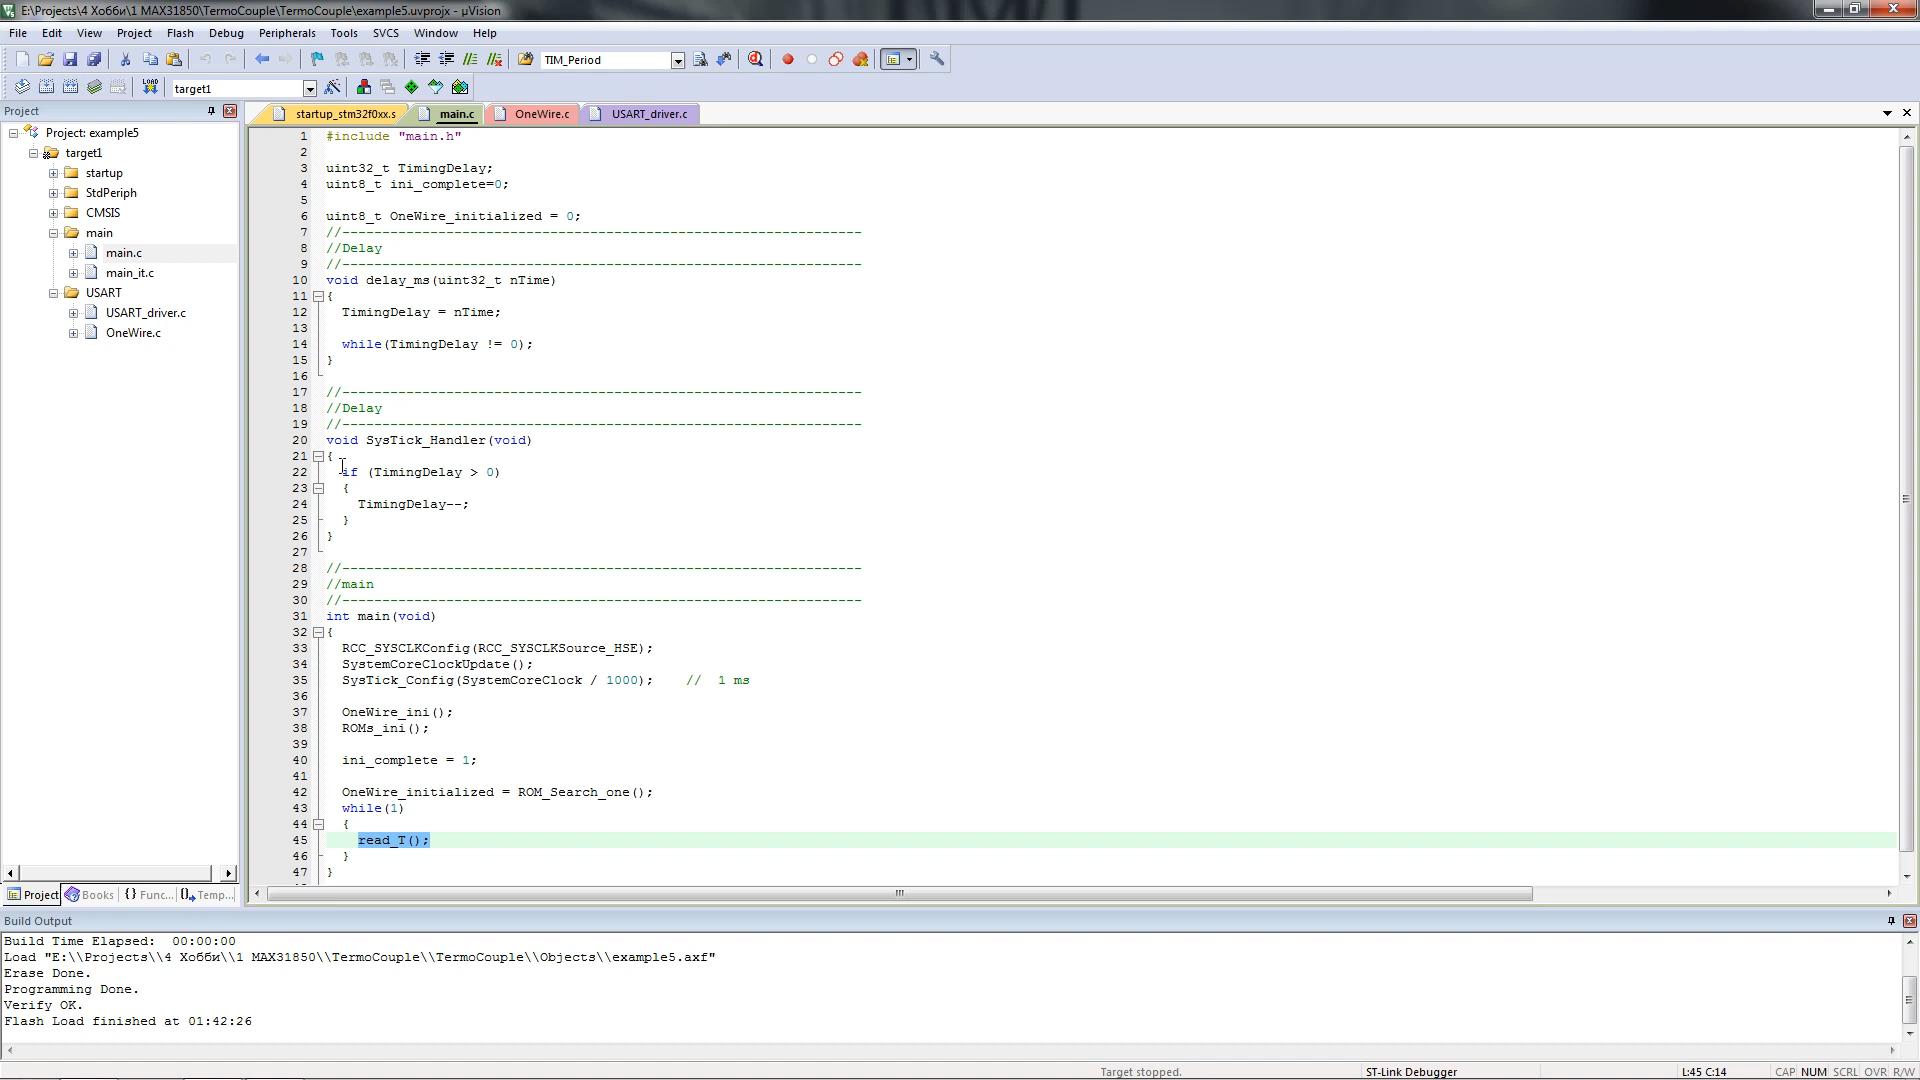 E:\Projects\4 Хобби\1 MAX31850\TermoCouple\TermoCouple\example5.uvprojx - µVision
File Edit View Project Flash Debug Peripherals Tools SVCS Window Help
TIM_Period
LOAD target1
Project
startup_stm32f0xx.s main.c OneWire.c USART_driver.c
Project: example5
target1
startup
StdPeriph
CMSIS
main
main.c
main_it.c
USART
USART_driver.c
OneWire.c
1 #include "main.h"
2
3 uint32_t TimingDelay;
4 uint8_t ini_complete=0;
5
6 uint8_t OneWire_initialized = 0;
7 //-----------------------------------------------------------------
8 //Delay
9 //-----------------------------------------------------------------
10 void delay_ms(uint32_t nTime)
11 {
12 TimingDelay = nTime;
13
14 while(TimingDelay != 0);
15 }
16
17 //-----------------------------------------------------------------
18 //Delay
19 //-----------------------------------------------------------------
20 void SysTick_Handler(void)
21 {
22 if (TimingDelay > 0)
23 {
24 TimingDelay--;
25 }
26 }
27
28 //-----------------------------------------------------------------
29 //main
30 //-----------------------------------------------------------------
31 int main(void)
32 {
33 RCC_SYSCLKConfig(RCC_SYSCLKSource_HSE);
34 SystemCoreClockUpdate();
35 SysTick_Config(SystemCoreClock / 1000); // 1 ms
36
37 OneWire_ini();
38 ROMs_ini();
39
40 ini_complete = 1;
41
42 OneWire_initialized = ROM_Search_one();
43 while(1)
44 {
45 read_T();
46 }
47 }
Project Books {} Func... Temp...
Build Output
Build Time Elapsed: 00:00:00
Load "E:\\Projects\\4 Хобби\\1 MAX31850\\TermoCouple\\TermoCouple\\Objects\\example5.axf"
Erase Done.
Programming Done.
Verify OK.
Flash Load finished at 01:42:26
Target stopped. ST-Link Debugger L:45 C:14 CAP NUM SCRL OVR R/W